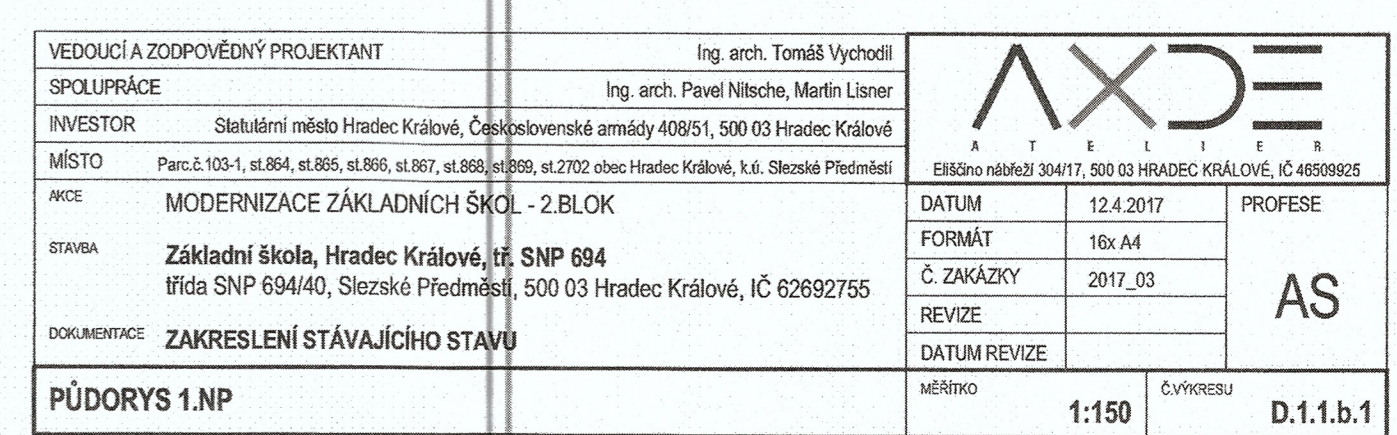 VEDOUCÍ A ZODPOVĚDNÝ PROJEKTANT Ing. arch. Tomáš Vychodil
SPOLUPRÁCE Ing. arch. Pavel Nitsche, Martin Lisner
INVESTOR Statutární město Hradec Králové, Československé armády 408/51, 500 03 Hradec Králové
MÍSTO Parc.č.103-1, st.864, st.865, st.866, st.867, st.868, st.869, st.2702 obec Hradec Králové, k.ú. Slezské Předměstí
AXDE
ATELIER
Eliščino nábřeží 304/17, 500 03 HRADEC KRÁLOVÉ, IČ 46509925
AKCE MODERNIZACE ZÁKLADNÍCH ŠKOL - 2.BLOK
STAVBA Základní škola, Hradec Králové, tř. SNP 694
třída SNP 694/40, Slezské Předměstí, 500 03 Hradec Králové, IČ 62692755
DOKUMENTACE ZAKRESLENÍ STÁVAJÍCÍHO STAVU
DATUM 12.4.2017
FORMÁT 16x A4
Č. ZAKÁZKY 2017_03
REVIZE
DATUM REVIZE
PROFESE
AS
PŮDORYS 1.NP
MĚŘÍTKO 1:150
Č.VÝKRESU D.1.1.b.1